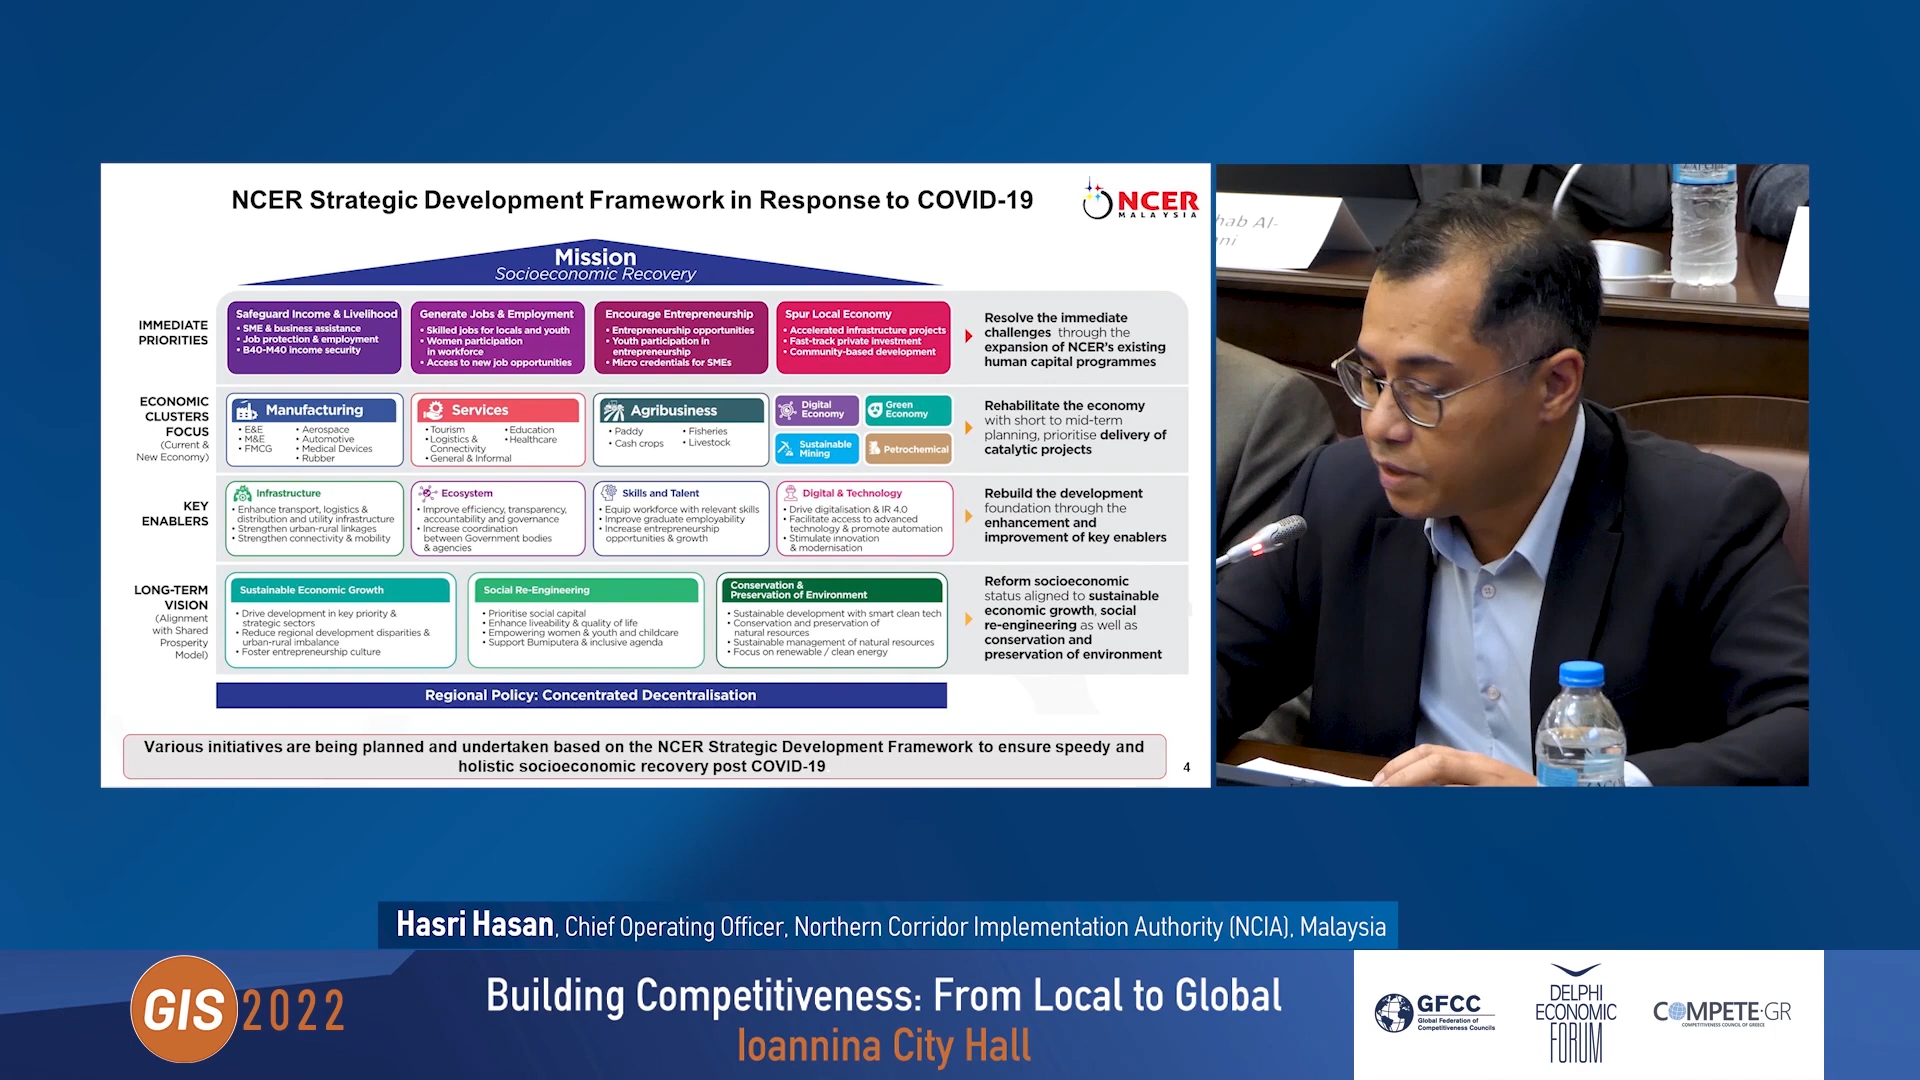 NCER Strategic Development Framework in Response to COVID-19
NCER
MALAYSIA
Mission
Socioeconomic Recovery
IMMEDIATE
PRIORITIES
Safeguard Income & Livelihood
• SME & business assistance
• Job protection & employment
• B40-M40 income security
Generate Jobs & Employment
• Skilled jobs for locals and youth
• Women participation
in workforce
• Access to new job opportunities
Encourage Entrepreneurship
• Entrepreneurship opportunities
• Youth participation in
entrepreneurship
• Micro credentials for SMEs
Spur Local Economy
• Accelerated infrastructure projects
• Fast-track private investment
• Community-based development
Resolve the immediate
challenges through the
expansion of NCER's existing
human capital programmes
ECONOMIC
CLUSTERS
FOCUS
(Current &
New Economy)
Manufacturing
• E&E
• M&E
• FMCG
• Aerospace
• Automotive
• Medical Devices
• Rubber
Services
• Tourism
• Logistics &
Connectivity
• General & Informal
• Education
• Healthcare
Agribusiness
• Paddy
• Cash crops
• Fisheries
• Livestock
Digital
Economy
Green
Economy
Sustainable
Mining
Petrochemical
Rehabilitate the economy
with short to mid-term
planning, prioritise delivery of
catalytic projects
KEY
ENABLERS
Infrastructure
• Enhance transport, logistics &
distribution and utility infrastructure
• Strengthen urban-rural linkages
• Strengthen connectivity & mobility
Ecosystem
• Improve efficiency, transparency,
accountability and governance
• Increase coordination
between Government bodies
& agencies
Skills and Talent
• Equip workforce with relevant skills
• Improve graduate employability
• Increase entrepreneurship
opportunities & growth
Digital & Technology
• Drive digitalisation & IR 4.0
• Facilitate access to advanced
technology & promote automation
• Stimulate innovation
& modernisation
Rebuild the development
foundation through the
enhancement and
improvement of key enablers
LONG-TERM
VISION
(Alignment
with Shared
Prosperity
Model)
Sustainable Economic Growth
• Drive development in key priority &
strategic sectors
• Reduce regional development disparities &
urban-rural imbalance
• Foster entrepreneurship culture
Social Re-Engineering
• Prioritise social capital
• Enhance liveability & quality of life
• Empowering women & youth and childcare
• Support Bumiputera & inclusive agenda
Conservation &
Preservation of Environment
• Sustainable development with smart clean tech
• Conservation and preservation of
natural resources
• Sustainable management of natural resources
• Focus on renewable / clean energy
Reform socioeconomic
status aligned to sustainable
economic growth, social
re-engineering as well as
conservation and
preservation of environment
Regional Policy: Concentrated Decentralisation
Various initiatives are being planned and undertaken based on the NCER Strategic Development Framework to ensure speedy and
holistic socioeconomic recovery post COVID-19.
4
Hasri Hasan, Chief Operating Officer, Northern Corridor Implementation Authority (NCIA), Malaysia
GIS 2022
Building Competitiveness: From Local to Global
Ioannina City Hall
GFCC
Global Federation of
Competitiveness Councils
DELPHI
ECONOMIC
FORUM
COMPETE·GR
COMPETITIVENESS COUNCIL OF GREECE